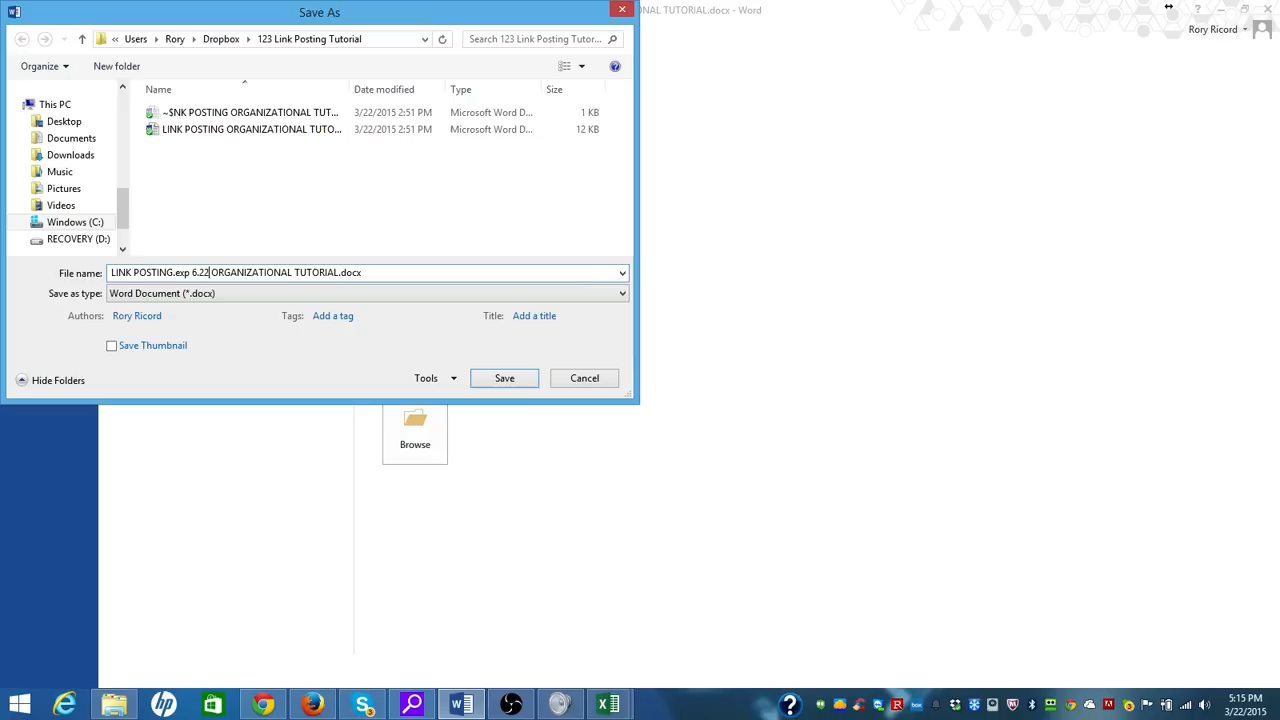 Save As
NAL TUTORIAL.docx - Word
Rory Ricord
« Users Rory Dropbox 123 Link Posting Tutorial
Search 123 Link Posting Tutor...
Organize New folder
Name Date modified Type Size
This PC
Desktop
Documents
Downloads
Music
Pictures
Videos
Windows (C:)
RECOVERY (D:)
~$NK POSTING ORGANIZATIONAL TUT... 3/22/2015 2:51 PM Microsoft Word D... 1 KB
LINK POSTING ORGANIZATIONAL TUTO... 3/22/2015 2:51 PM Microsoft Word D... 12 KB
File name: LINK POSTING.exp 6.22 ORGANIZATIONAL TUTORIAL.docx
Save as type: Word Document (*.docx)
Authors: Rory Ricord Tags: Add a tag Title: Add a title
Save Thumbnail
Hide Folders Tools Save Cancel
Browse
5:15 PM
3/22/2015